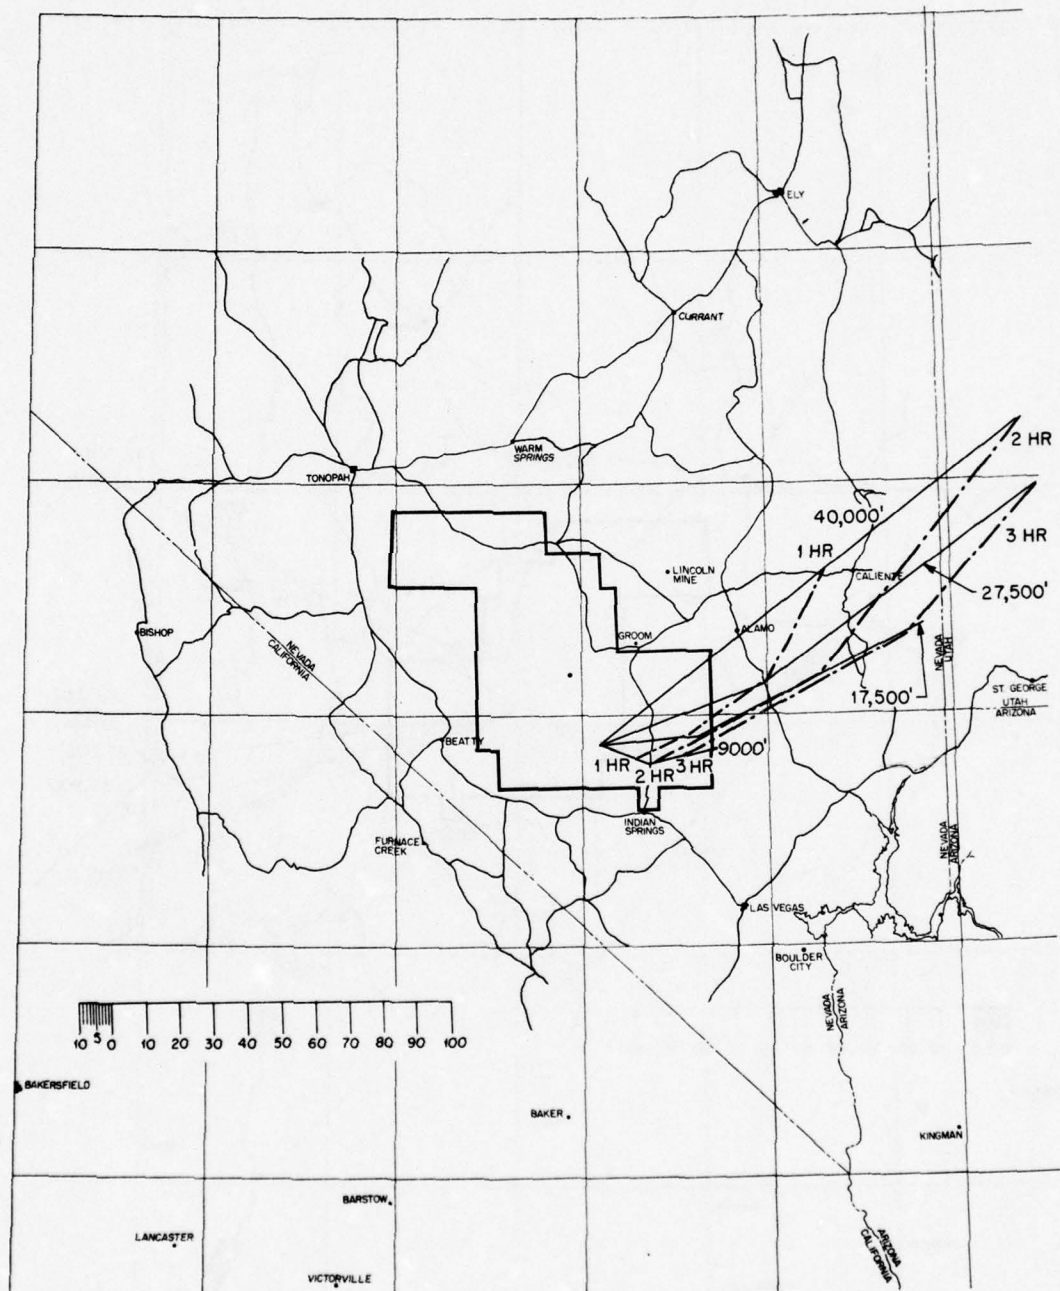 ELY
CURRANT
WARM
SPRINGS
TONOPAH
2 HR
40,000'
3 HR
1 HR
LINCOLN
MINE
CALIENTE
27,500'
BISHOP
NEVADA
CALIFORNIA
GROOM
ALAMO
NEVADA
UTAH
17,500'
ST. GEORGE
UTAH
ARIZONA
BEATTY
9000'
1 HR
2 HR
3 HR
INDIAN
SPRINGS
FURNACE
CREEK
NEVADA
ARIZONA
LAS VEGAS
BOULDER
CITY
NEVADA
ARIZONA
10 5 0 10 20 30 40 50 60 70 80 90 100
BAKERSFIELD
BAKER
KINGMAN
BARSTOW
LANCASTER
ARIZONA
CALIFORNIA
VICTORVILLE